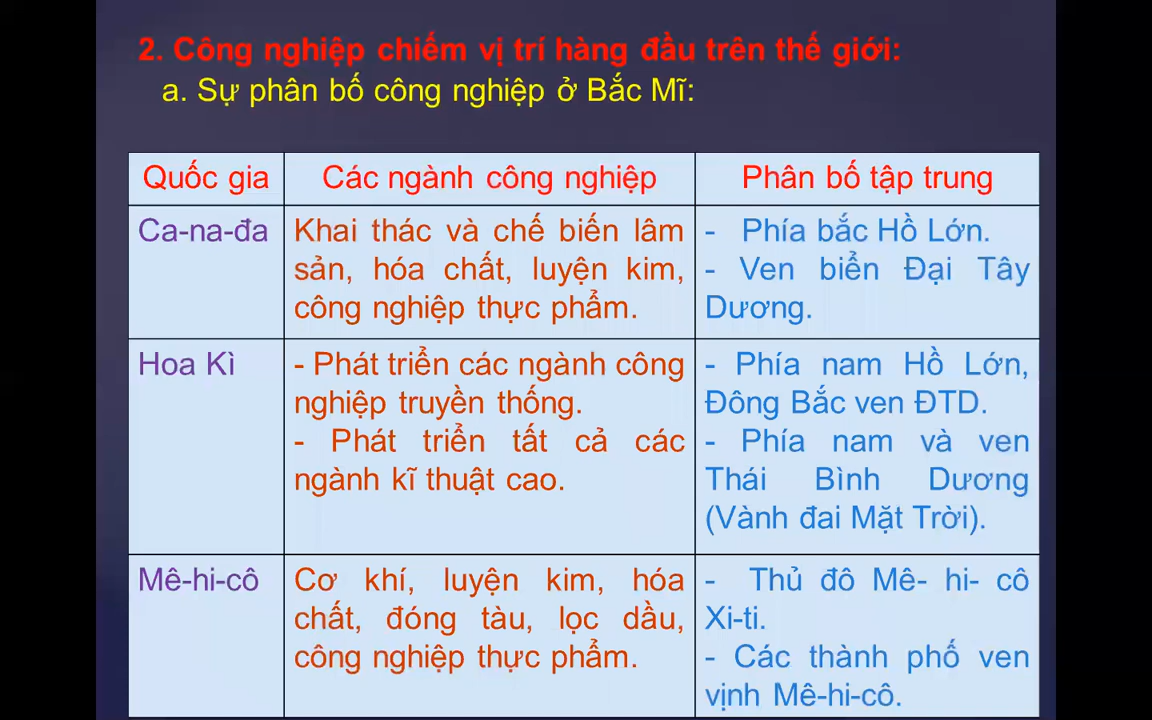 2. Công nghiệp chiếm vị trí hàng đầu trên thế giới:
a. Sự phân bố công nghiệp ở Bắc Mĩ:
Quốc gia
Các ngành công nghiệp
Phân bố tập trung
Ca-na-đa
Khai thác và chế biến lâm
sản, hóa chất, luyện kim,
công nghiệp thực phẩm.
- Phía bắc Hồ Lớn.
- Ven biển Đại Tây
Dương.
Hoa Kì
- Phát triển các ngành công
nghiệp truyền thống.
- Phát triển tất cả các
ngành kĩ thuật cao.
- Phía nam Hồ Lớn,
Đông Bắc ven ĐTD.
- Phía nam và ven
Thái Bình Dương
(Vành đai Mặt Trời).
Mê-hi-cô
Cơ khí, luyện kim, hóa
chất, đóng tàu, lọc dầu,
công nghiệp thực phẩm.
- Thủ đô Mê- hi- cô
Xi-ti.
- Các thành phố ven
vịnh Mê-hi-cô.